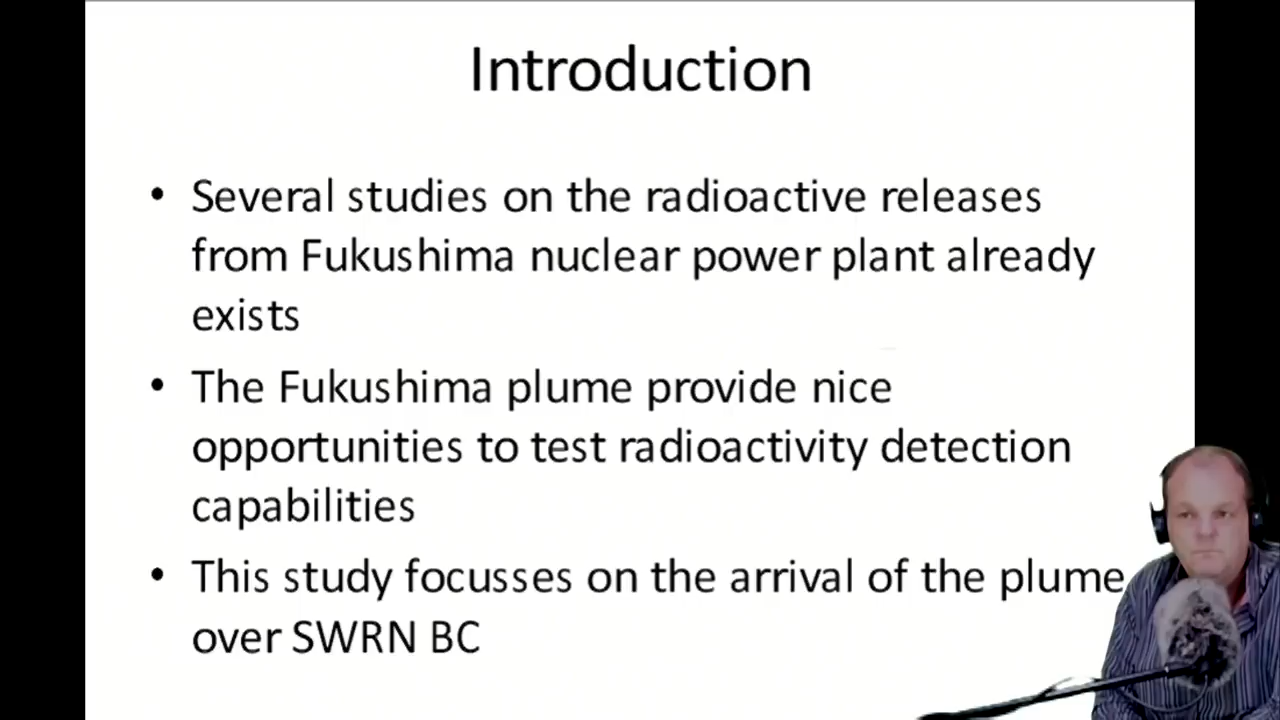 Introduction
• Several studies on the radioactive releases
from Fukushima nuclear power plant already
exists
• The Fukushima plume provide nice
opportunities to test radioactivity detection
capabilities
• This study focusses on the arrival of the plume
over SWRN BC